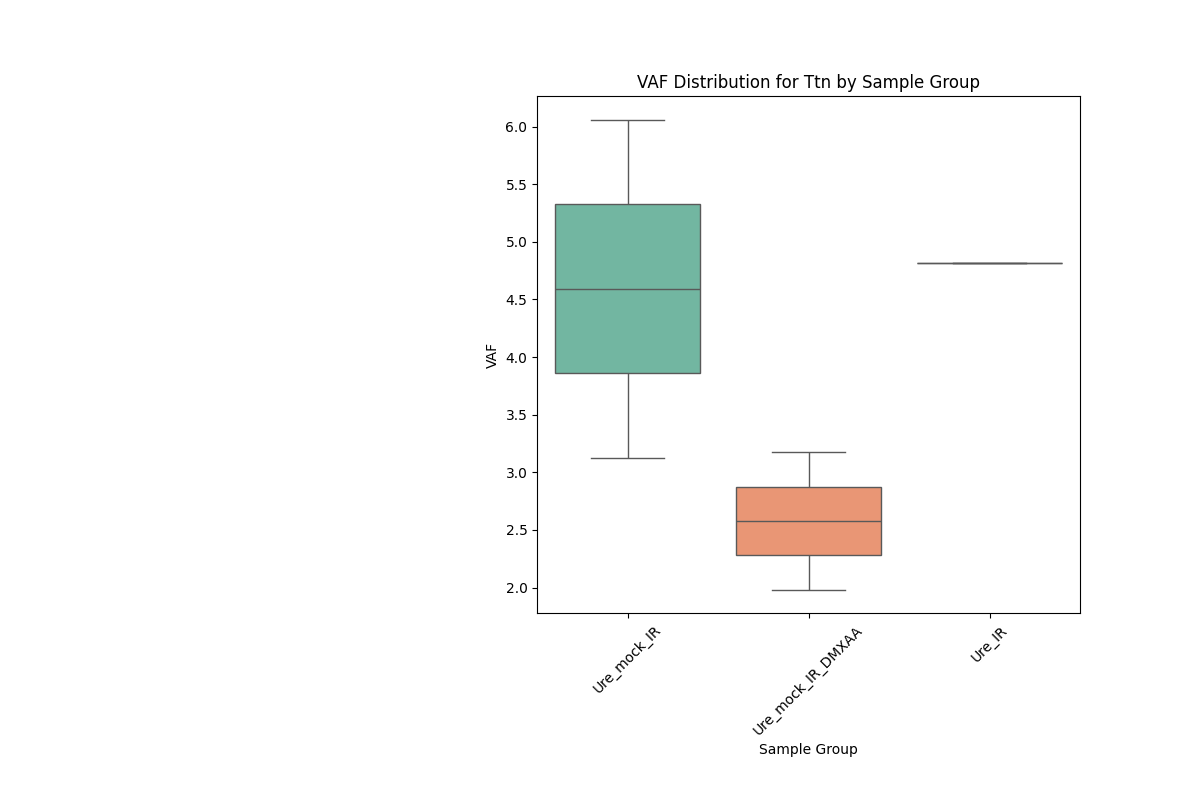 VAF Distribution for Ttn by Sample Group
6.0
5.5
5.0
4.5
4.0
3.5
3.0
2.5
2.0
VAF
Ure_mock_IR
Ure_mock_IR_DMXAA
Ure_IR
Sample Group